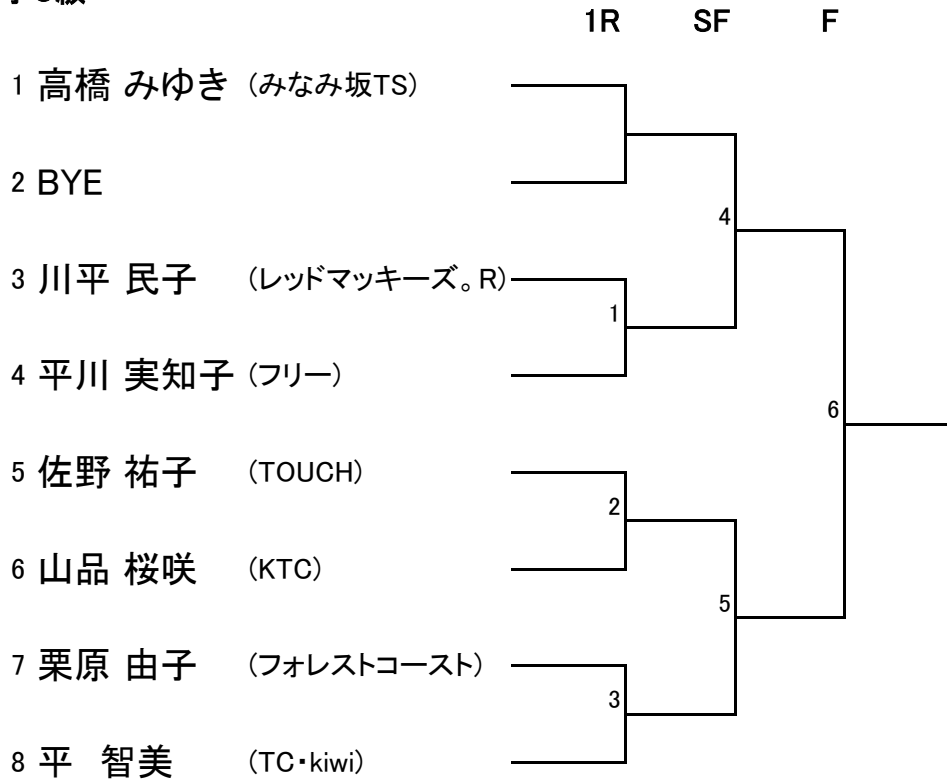 1R SF F
1 高橋 みゆき (みなみ坂TS)
2 BYE
4
3 川平 民子 (レッドマッキーズ。R)
1
4 平川 実知子 (フリー)
6
5 佐野 祐子 (TOUCH)
2
6 山品 桜咲 (KTC)
5
7 栗原 由子 (フォレストコースト)
3
8 平 智美 (TC・kiwi)